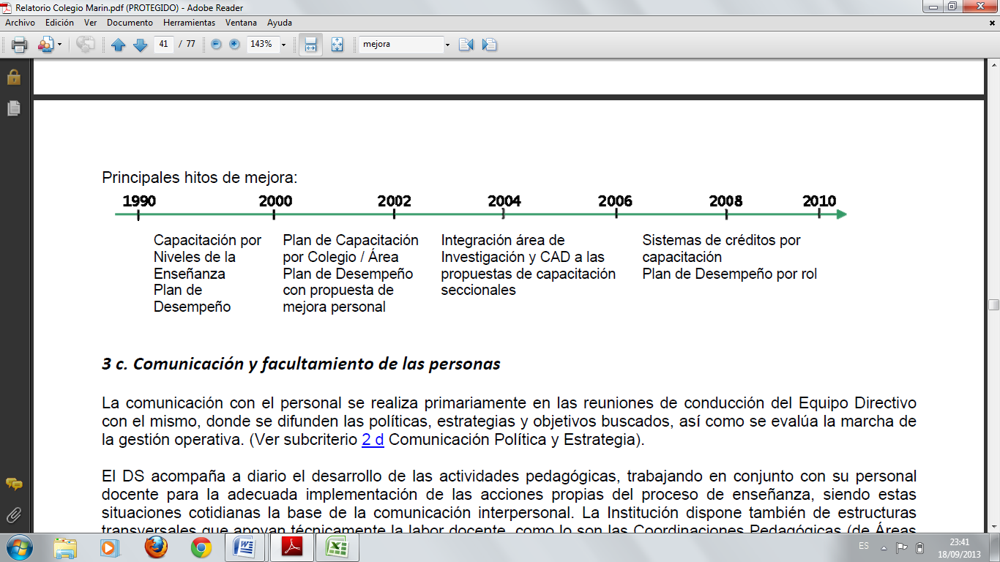 Relatorio Colegio Marin.pdf (PROTEGIDO) - Adobe Reader
Archivo Edición Ver Documento Herramientas Ventana Ayuda
41 / 77 143% mejora
Principales hitos de mejora:
1990 2000 2002 2004 2006 2008 2010
Capacitación por
Niveles de la
Enseñanza
Plan de
Desempeño
Plan de Capacitación
por Colegio / Área
Plan de Desempeño
con propuesta de
mejora personal
Integración área de
Investigación y CAD a las
propuestas de capacitación
seccionales
Sistemas de créditos por
capacitación
Plan de Desempeño por rol
3 c. Comunicación y facultamiento de las personas
La comunicación con el personal se realiza primariamente en las reuniones de conducción del Equipo Directivo
con el mismo, donde se difunden las políticas, estrategias y objetivos buscados, así como se evalúa la marcha de
la gestión operativa. (Ver subcriterio 2 d Comunicación Política y Estrategia).
El DS acompaña a diario el desarrollo de las actividades pedagógicas, trabajando en conjunto con su personal
docente para la adecuada implementación de las acciones propias del proceso de enseñanza, siendo estas
situaciones cotidianas la base de la comunicación interpersonal. La Institución dispone también de estructuras
transversales que apoyan técnicamente la labor docente, como lo son las Coordinaciones Pedagógicas (de Áreas
ES 23:41
18/09/2013